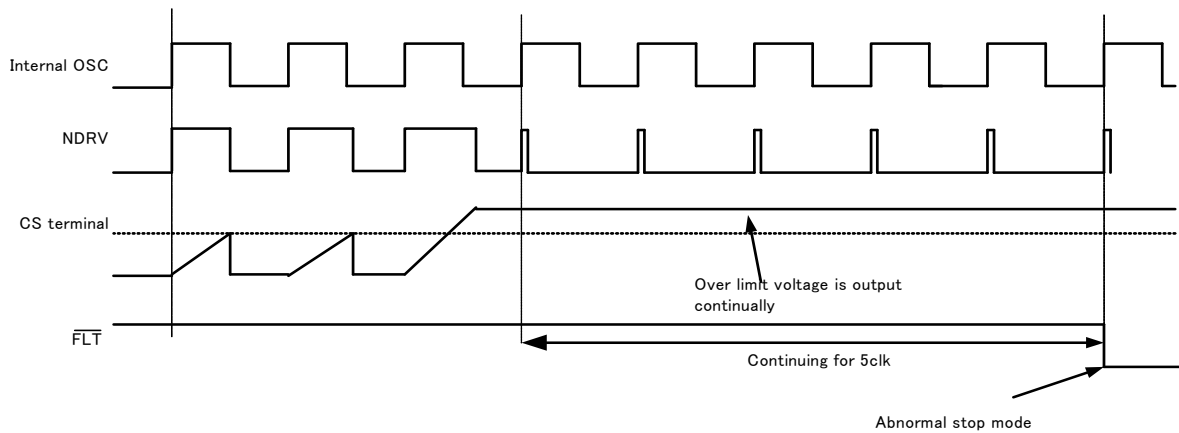 Internal OSC
NDRV
CS terminal
Over limit voltage is output
continually
FLT
Continuing for 5clk
Abnormal stop mode